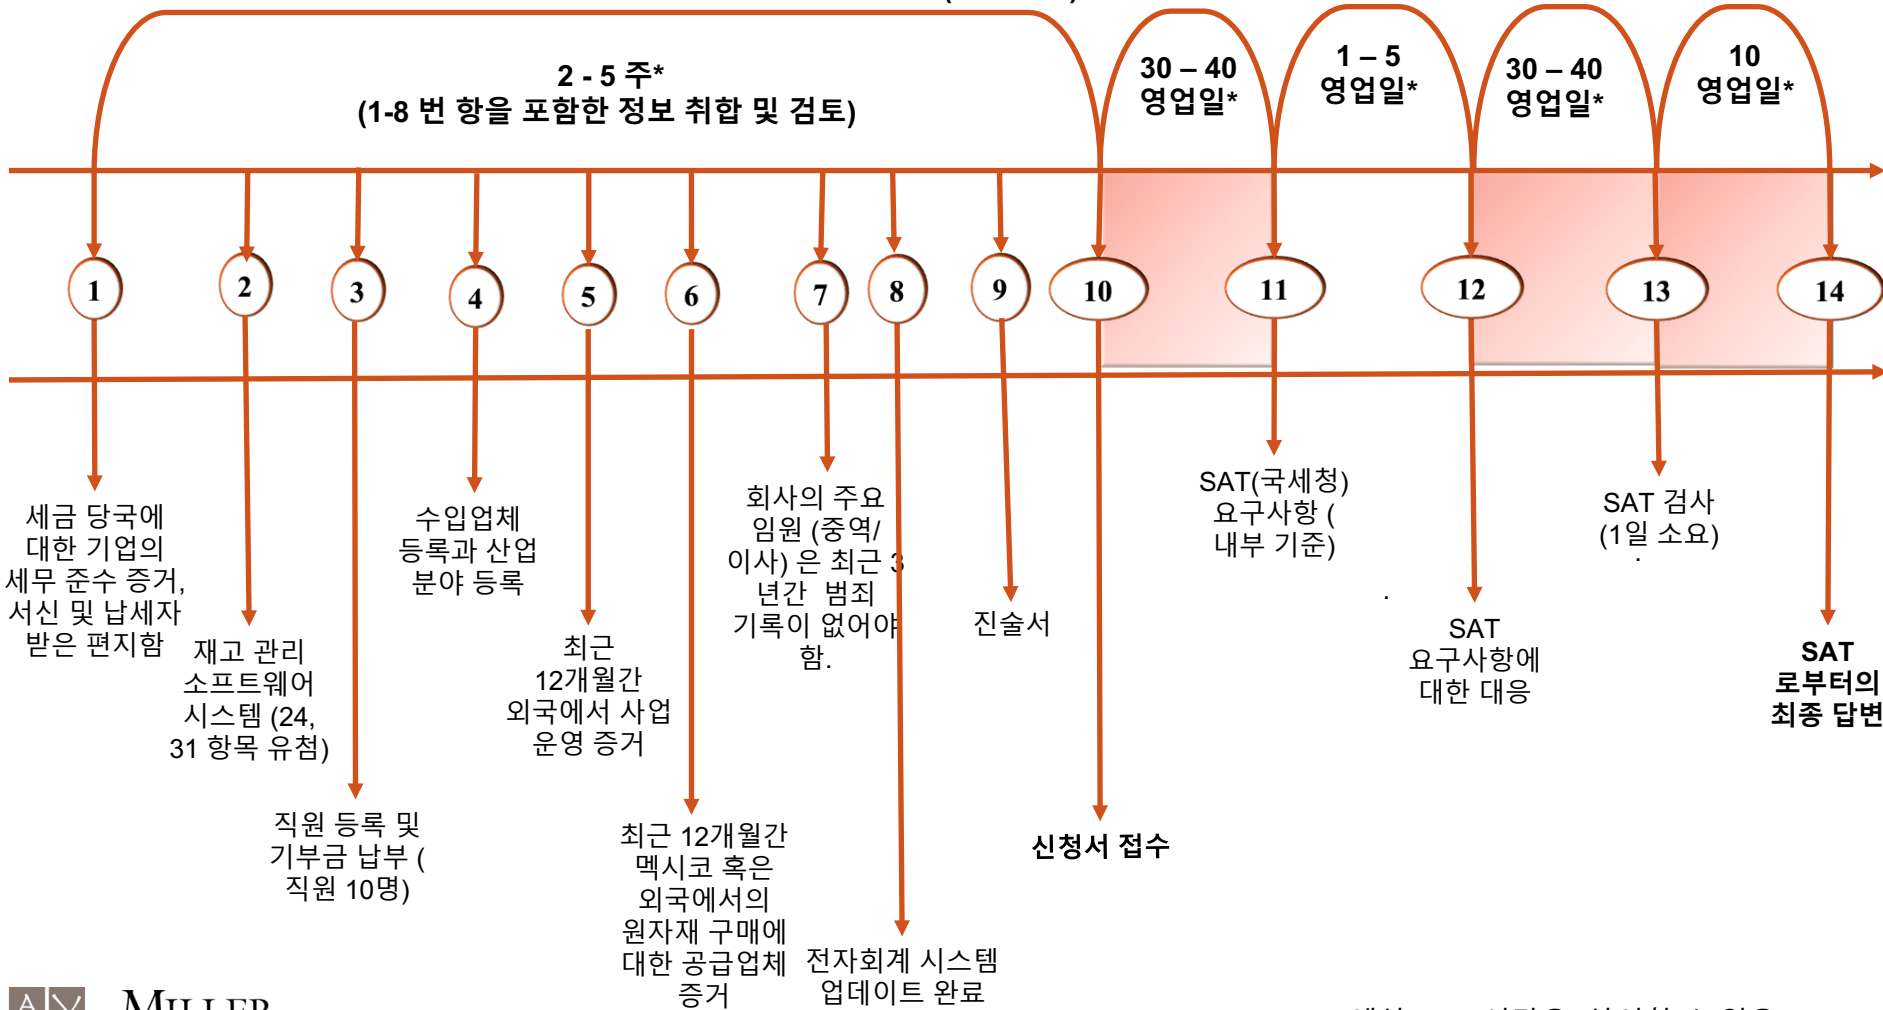 2 - 5 주*
(1-8 번 항을 포함한 정보 취합 및 검토)
30 – 40
영업일*
1 – 5
영업일*
30 – 40
영업일*
10
영업일*
1
2
3
4
5
6
7
8
9
10
11
12
13
14
세금 당국에
대한 기업의
세무 준수 증거,
서신 및 납세자
받은 편지함
재고 관리
소프트웨어
시스템 (24,
31 항목 유첨)
직원 등록 및
기부금 납부 (
직원 10명)
수입업체
등록과 산업
분야 등록
최근
12개월간
외국에서 사업
운영 증거
최근 12개월간
멕시코 혹은
외국에서의
원자재 구매에
대한 공급업체
증거
회사의 주요
임원 (중역/
이사) 은 최근 3
년간 범죄
기록이 없어야
함.
전자회계 시스템
업데이트 완료
진술서
신청서 접수
SAT(국세청)
요구사항 (
내부 기준)
.
SAT
요구사항에
대한 대응
SAT 검사
(1일 소요)
.
SAT
로부터의
최종 답변
MILLER